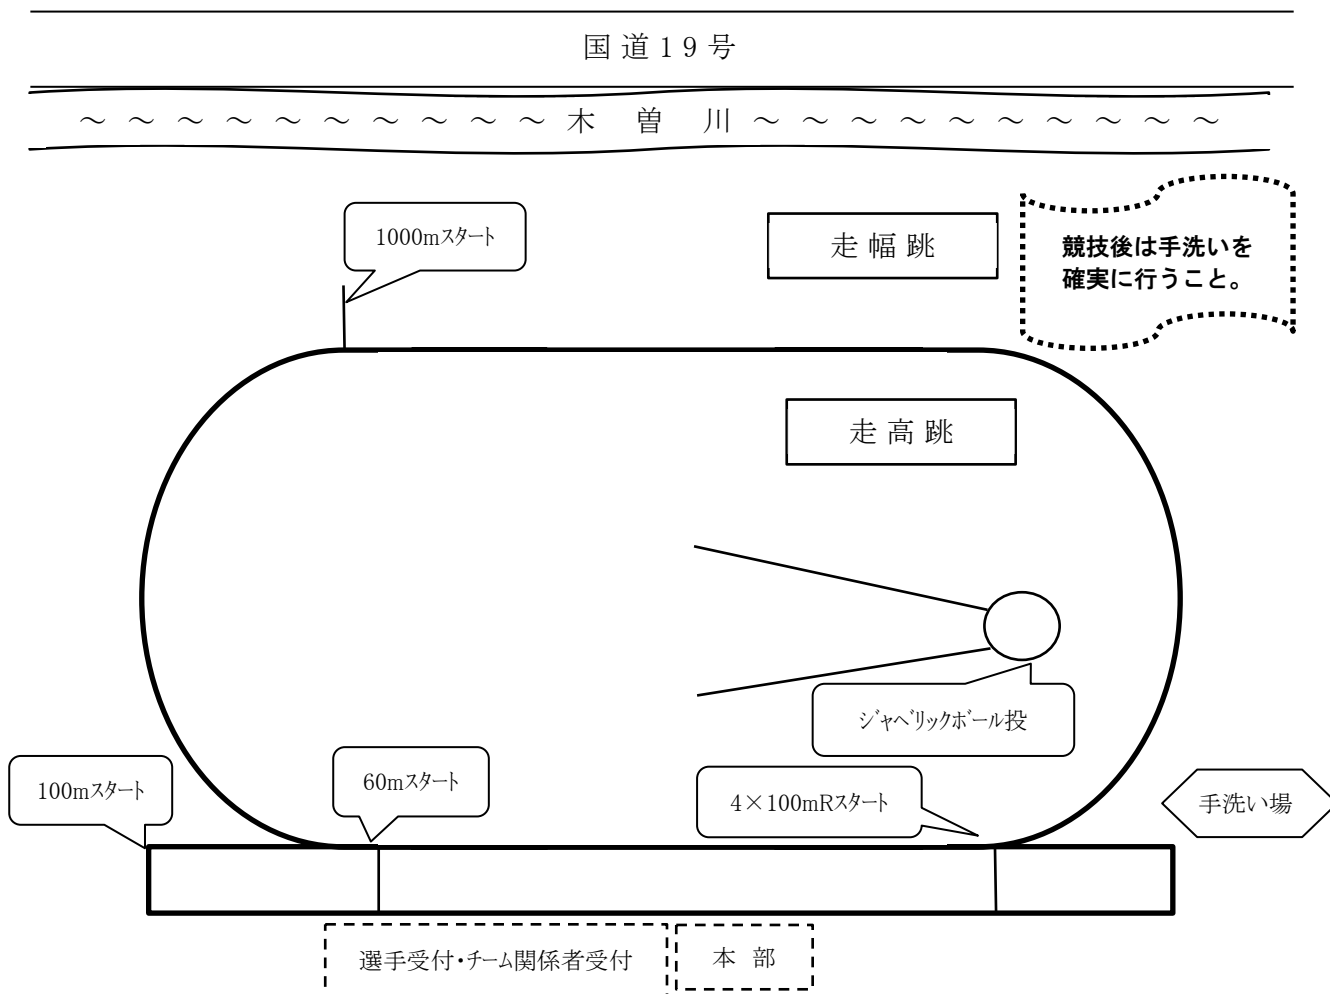 国道19号
～～～～～～～～～～木 曽 川～～～～～～～～～～
1000mスタート
走幅跳
競技後は手洗いを
確実に行うこと。
走高跳
ジャベリックボール投
100mスタート
60mスタート
4×100mRスタート
手洗い場
選手受付・チーム関係者受付
本 部